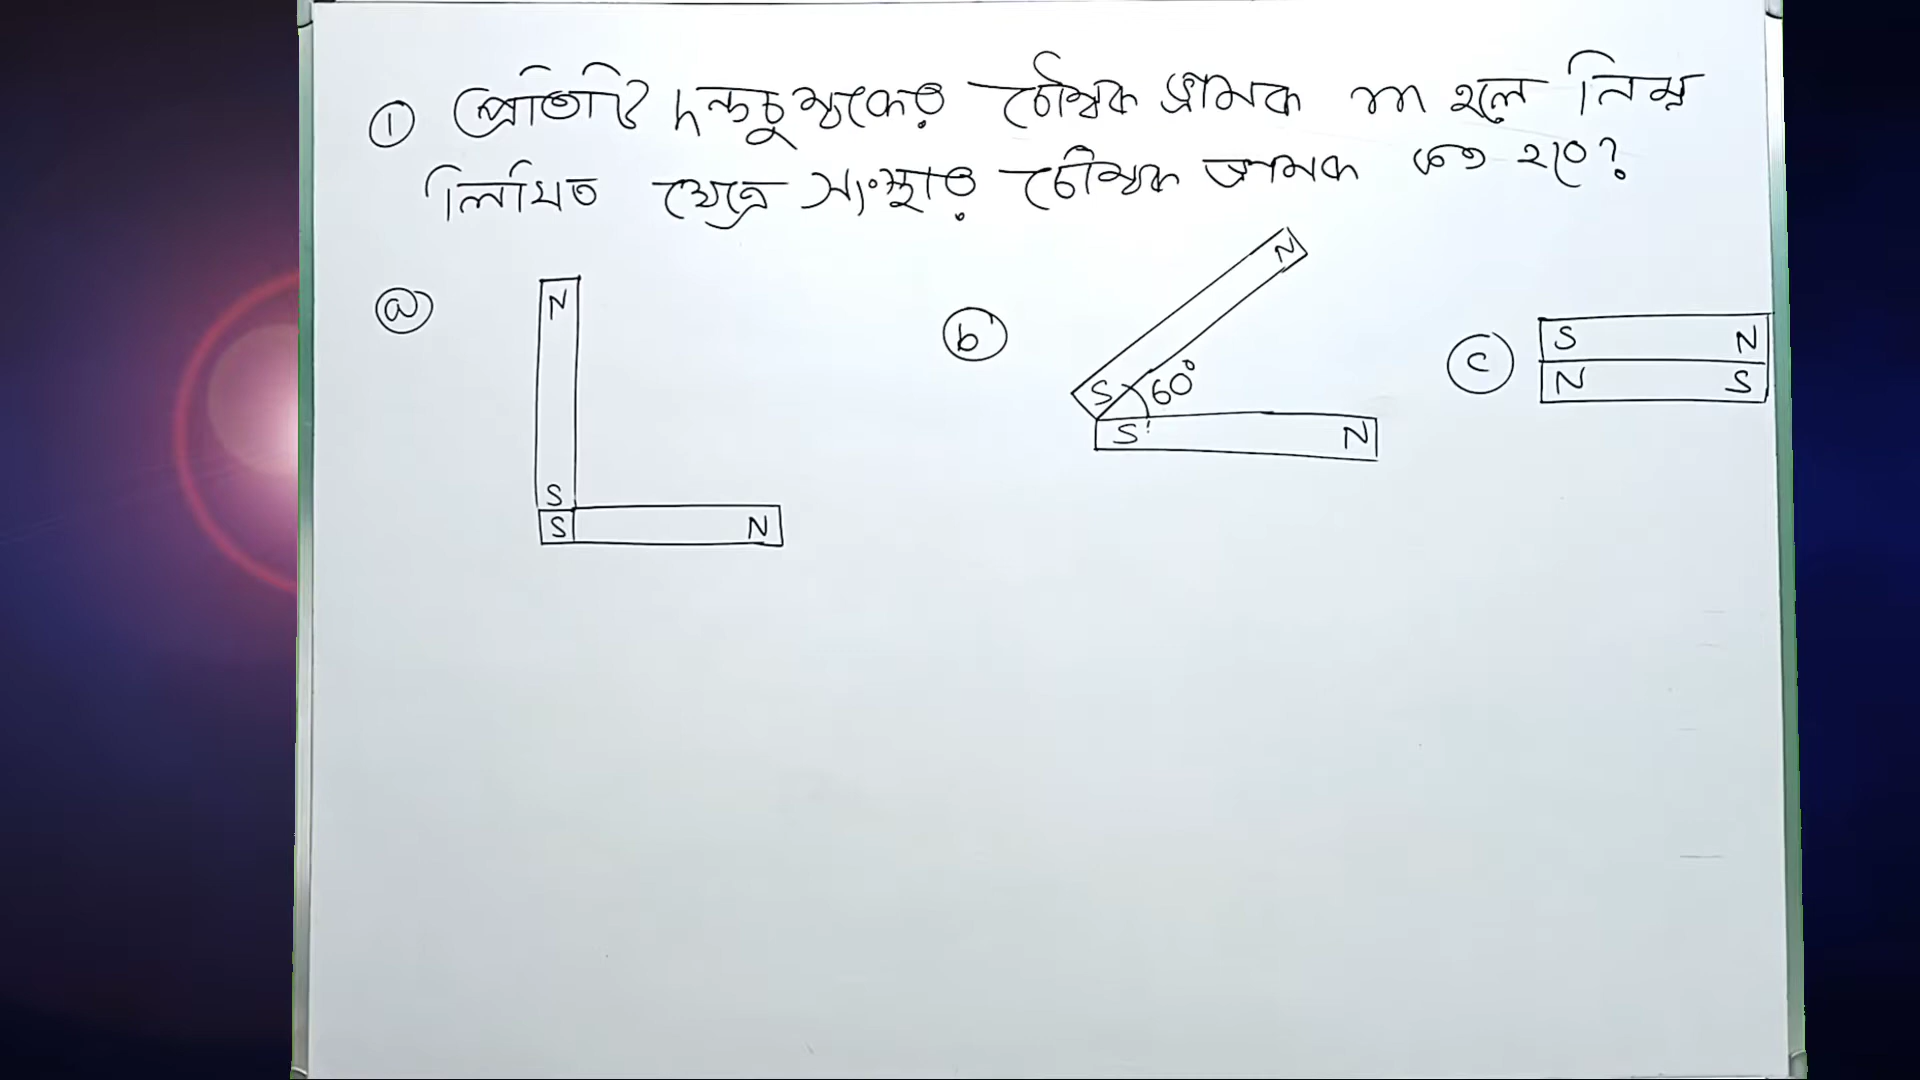 ① প্রতিটি দন্ডচুম্বকের চৌম্বক ভ্রামক m হলে নিম্ন
লিখিত ক্ষেত্রে সংস্থার চৌম্বক ভ্রামক কত হবে?
ⓐ
N
S
S N
ⓑ
N
S 60°
S N
ⓒ
S N
N S